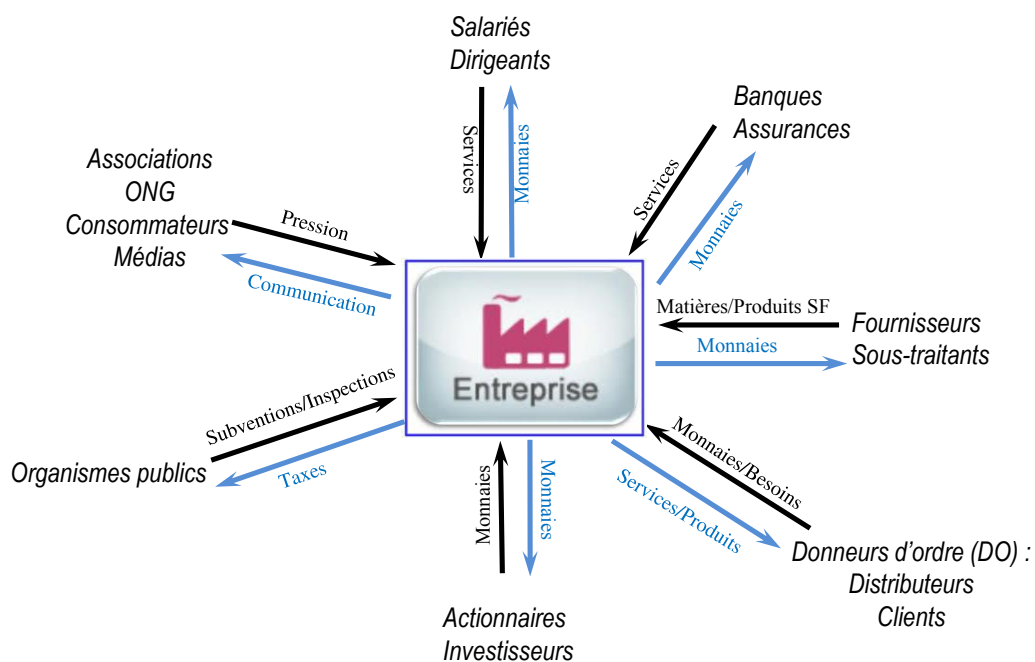 Salariés
Dirigeants
Services
Monnaies
Banques
Assurances
Services
Monnaies
Associations
ONG
Consommateurs
Médias
Pression
Communication
Matières/Produits SF
Monnaies
Fournisseurs
Sous-traitants
Entreprise
Subventions/Inspections
Taxes
Organismes publics
Monnaies
Monnaies
Monnaies/Besoins
Services/Produits
Donneurs d’ordre (DO) :
Distributeurs
Clients
Actionnaires
Investisseurs